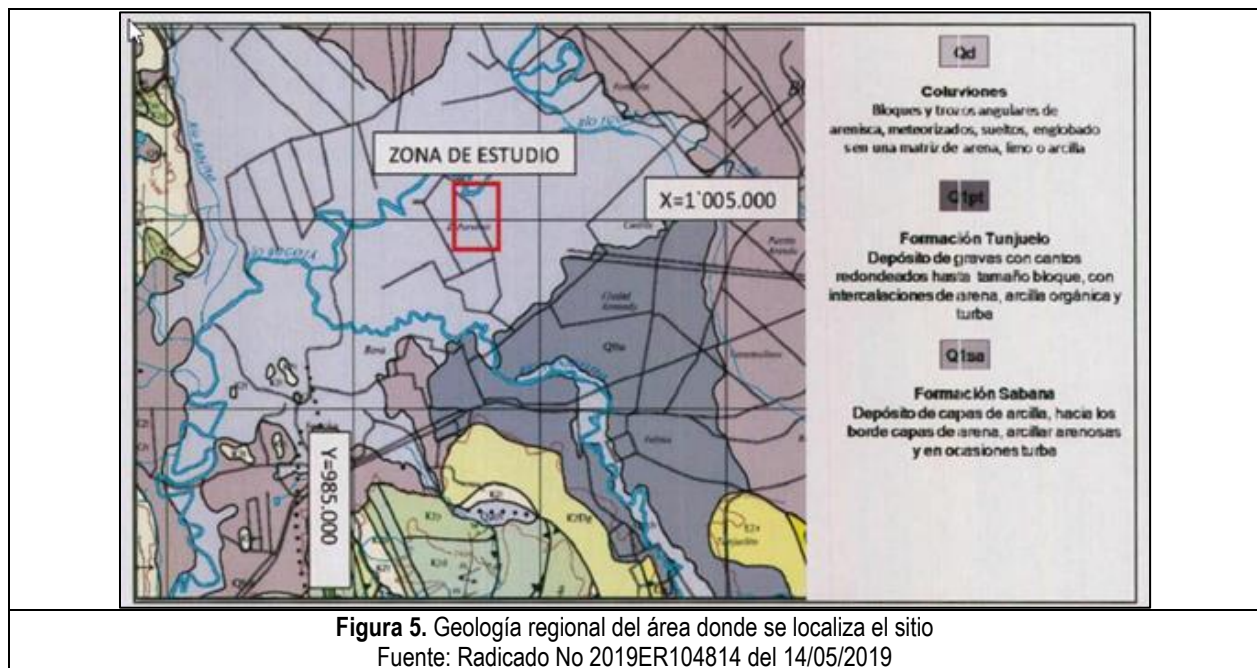 ZONA DE ESTUDIO
X=1`005.000
Y=985.000
RÍO BOGOTÁ
Bosa
Qd
Coluviones
Bloques y trozos angulares de
arenisca, meteorizados, sueltos, englobado
s en una matriz de arena, limo o arcilla
Q1pt
Formación Tunjuelo
Depósito de gravas con cantos
redondeados hasta tamaño bloque, con
intercalaciones de arena, arcilla orgánica y
turba
Q1sa
Formación Sabana
Depósito de capas de arcilla, hacia los
borde capas de arena, arcillar arenosas
y en ocasiones turba
Figura 5. Geología regional del área donde se localiza el sitio
Fuente: Radicado No 2019ER104814 del 14/05/2019